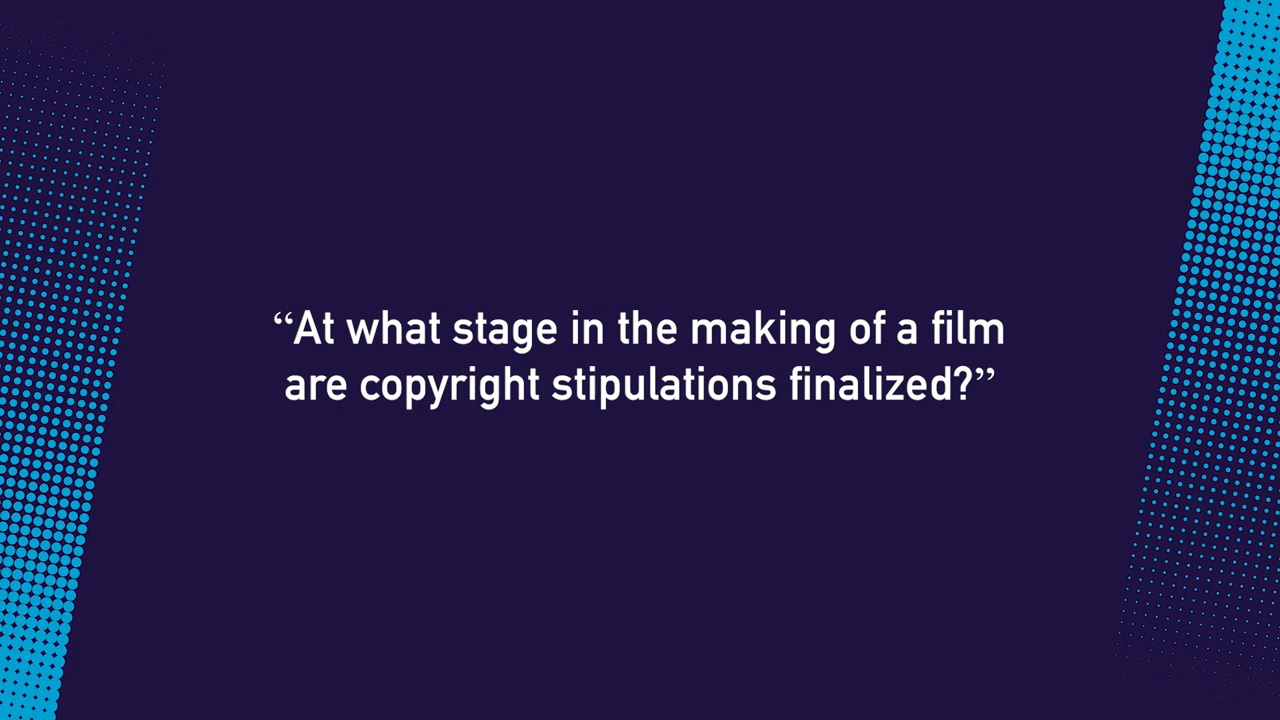 “At what stage in the making of a film
are copyright stipulations finalized?”